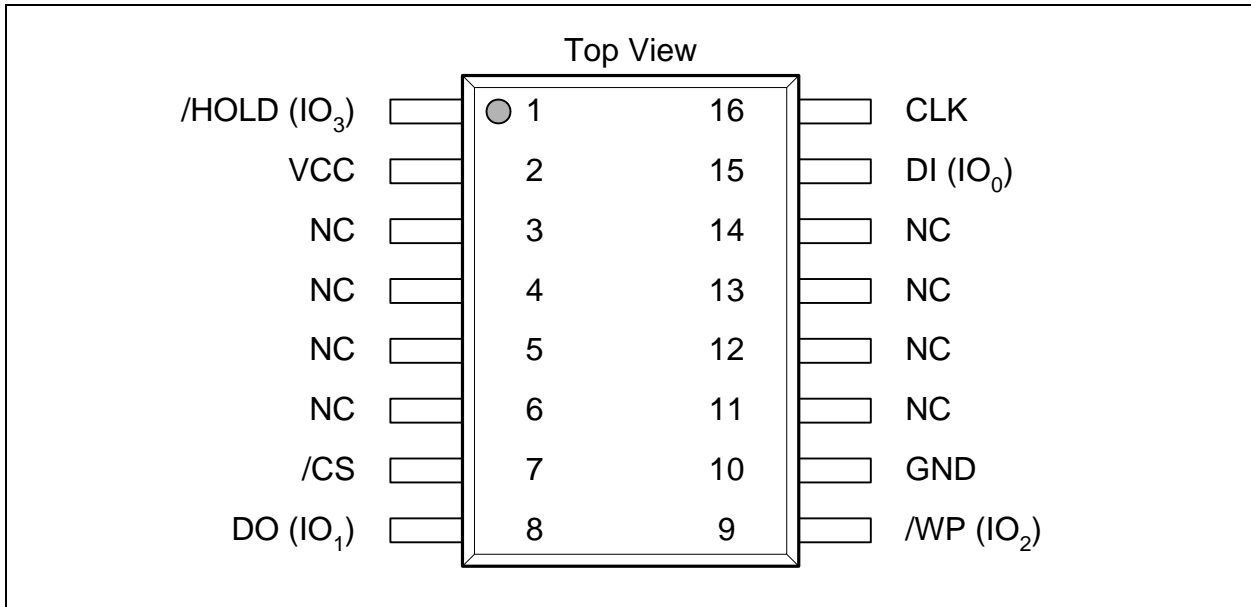 Top View
/HOLD (IO₃) 1 16 CLK
VCC 2 15 DI (IO₀)
NC 3 14 NC
NC 4 13 NC
NC 5 12 NC
NC 6 11 NC
/CS 7 10 GND
DO (IO₁) 8 9 /WP (IO₂)